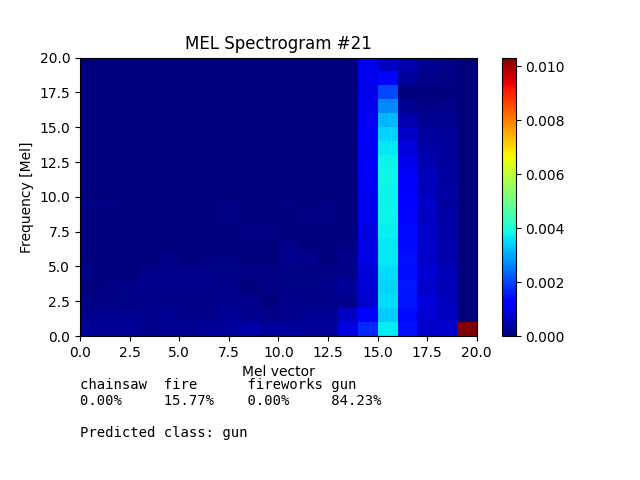 MEL Spectrogram #21
20.0
17.5
15.0
12.5
10.0
7.5
5.0
2.5
0.0
Frequency [Mel]
0.0 2.5 5.0 7.5 10.0 12.5 15.0 17.5 20.0
Mel vector
0.010
0.008
0.006
0.004
0.002
0.000
chainsaw fire fireworks gun
0.00% 15.77% 0.00% 84.23%
Predicted class: gun